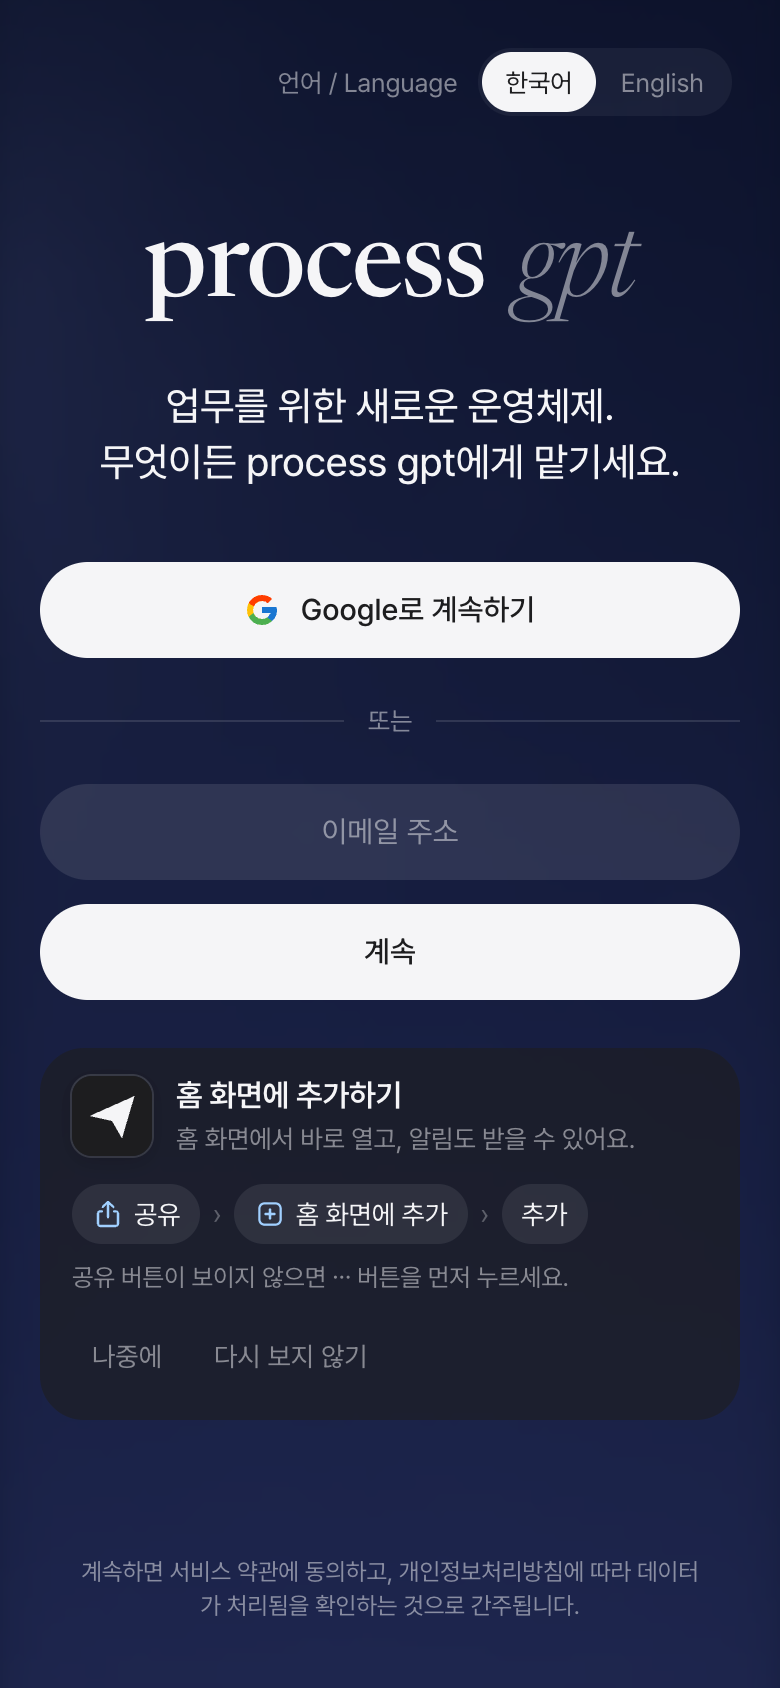 언어 / Language 한국어 English
process gpt
업무를 위한 새로운 운영체제.
무엇이든 process gpt에게 맡기세요.
Google로 계속하기
또는
이메일 주소
계속
홈 화면에 추가하기
홈 화면에서 바로 열고, 알림도 받을 수 있어요.
공유 › 홈 화면에 추가 › 추가
공유 버튼이 보이지 않으면 ··· 버튼을 먼저 누르세요.
나중에 다시 보지 않기
계속하면 서비스 약관에 동의하고, 개인정보처리방침에 따라 데이터
가 처리됨을 확인하는 것으로 간주됩니다.